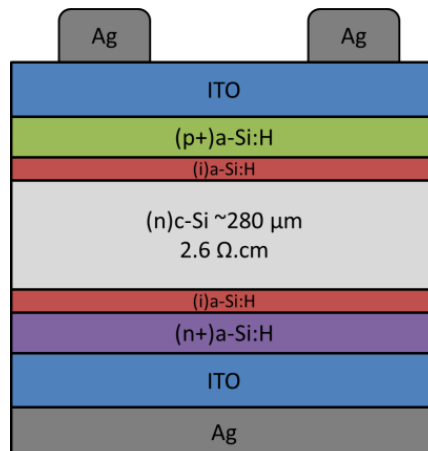 Ag
Ag
ITO
(p+)a-Si:H
(i)a-Si:H
(n)c-Si ~280 μm
2.6 Ω.cm
(i)a-Si:H
(n+)a-Si:H
ITO
Ag